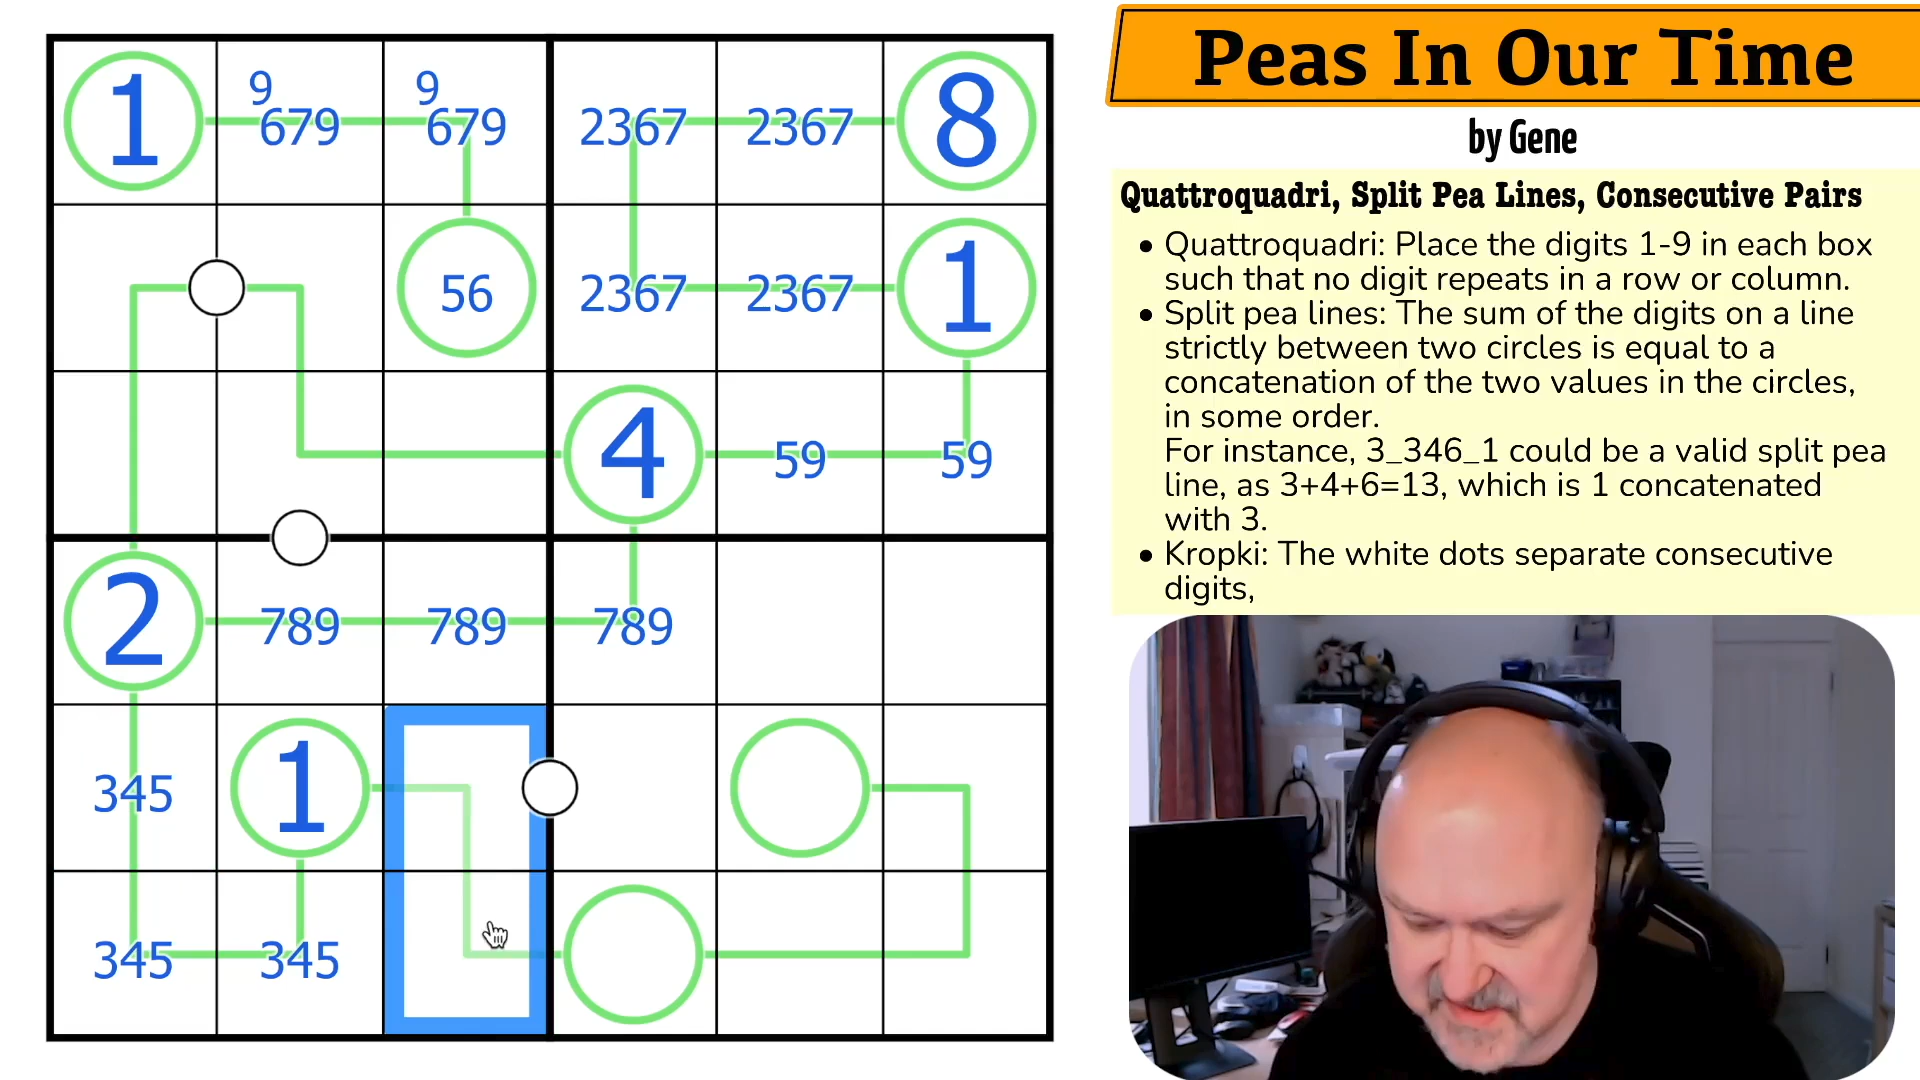 Peas In Our Time
by Gene
Quattroquadri, Split Pea Lines, Consecutive Pairs
• Quattroquadri: Place the digits 1-9 in each box
such that no digit repeats in a row or column.
• Split pea lines: The sum of the digits on a line
strictly between two circles is equal to a
concatenation of the two values in the circles,
in some order.
For instance, 3_346_1 could be a valid split pea
line, as 3+4+6=13, which is 1 concatenated
with 3.
• Kropki: The white dots separate consecutive
digits,
1 9 679 9 679 2367 2367 8
56 2367 2367 1
4 59 59
2 789 789 789
345 1
345 345